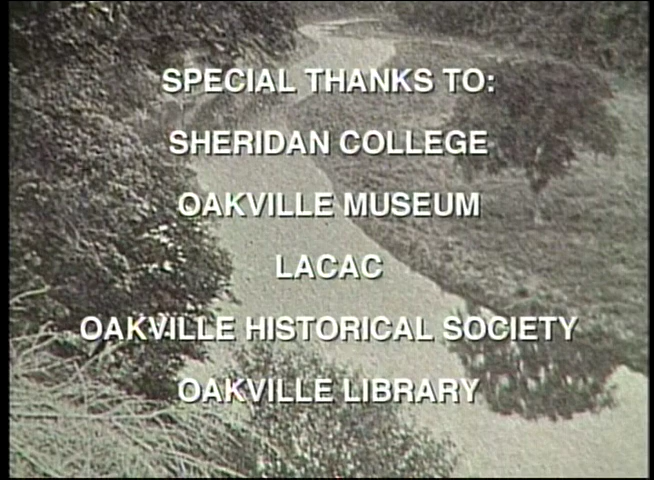 SPECIAL THANKS TO:
SHERIDAN COLLEGE
OAKVILLE MUSEUM
LACAC
OAKVILLE HISTORICAL SOCIETY
OAKVILLE LIBRARY